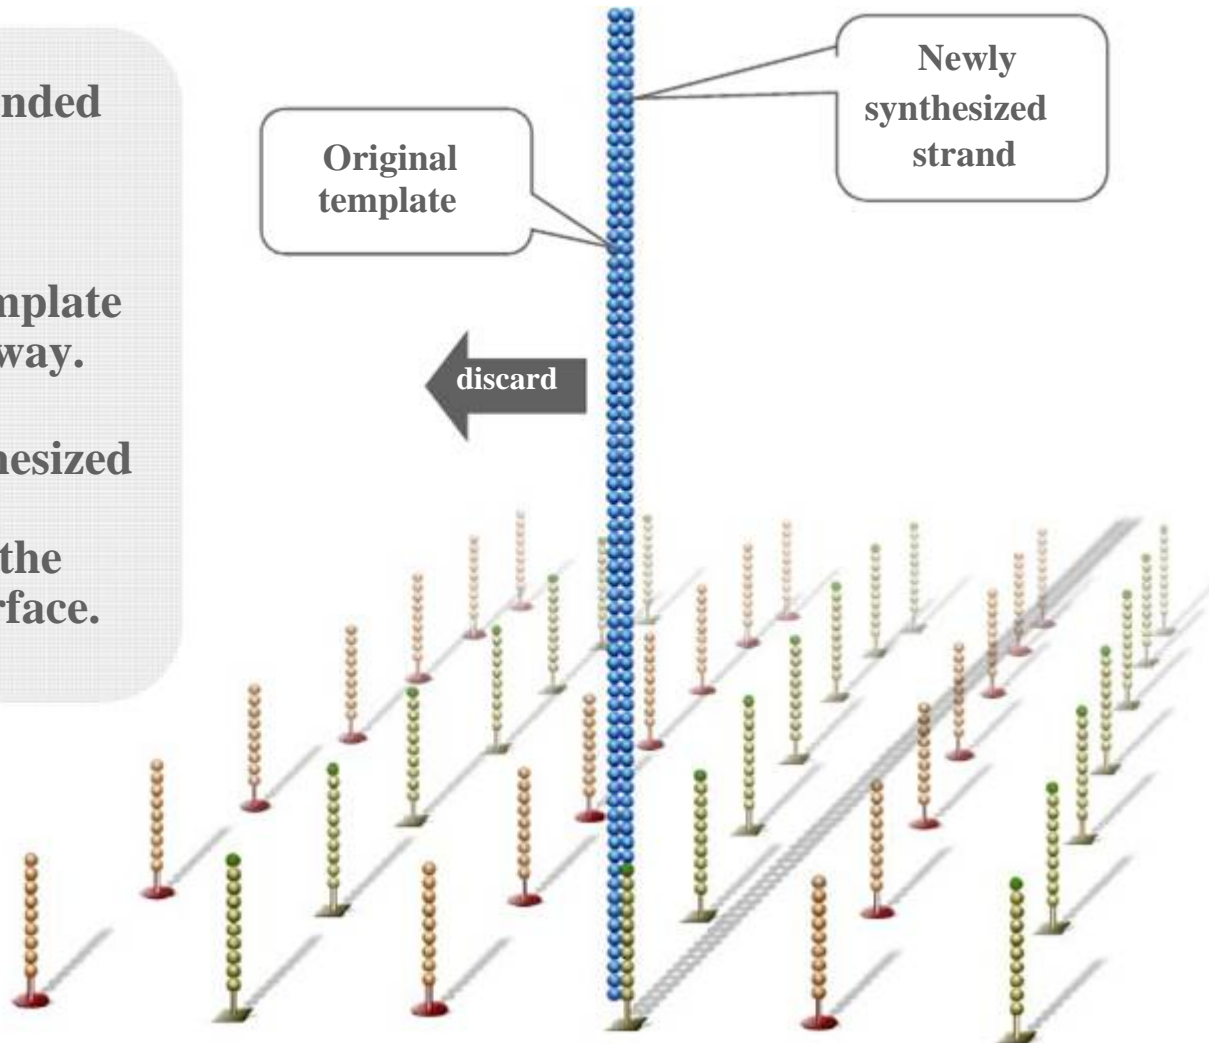 nded
mplate
way.
hesized
the
rface.
Original
template
Newly
synthesized
strand
discard